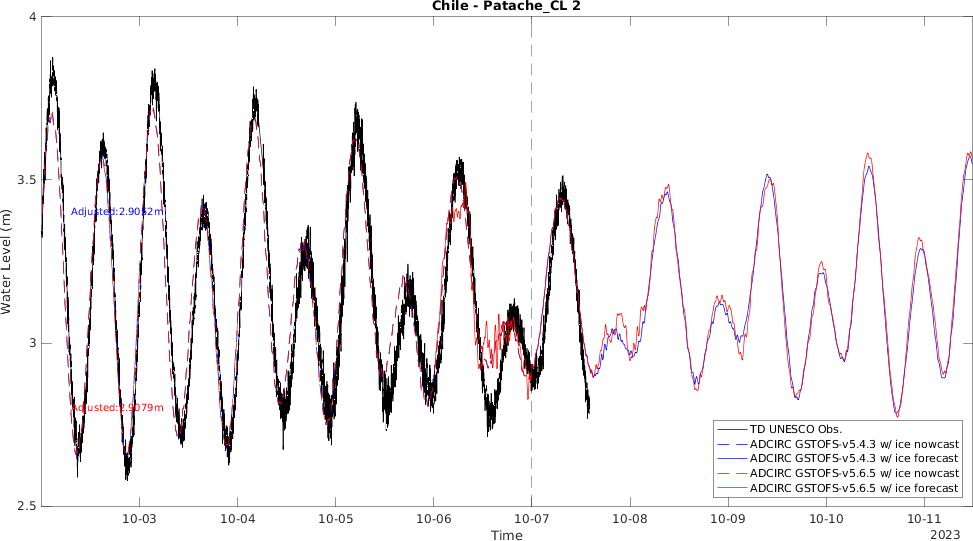 Chile - Patache_CL 2
4
3.5
3
2.5
Water Level (m)
Adjusted:2.9052m
Adjusted:2.9079m
10-03
10-04
10-05
10-06
10-07
10-08
10-09
10-10
10-11
Time
2023
TD UNESCO Obs.
ADCIRC GSTOFS-v5.4.3 w/ ice nowcast
ADCIRC GSTOFS-v5.4.3 w/ ice forecast
ADCIRC GSTOFS-v5.6.5 w/ ice nowcast
ADCIRC GSTOFS-v5.6.5 w/ ice forecast